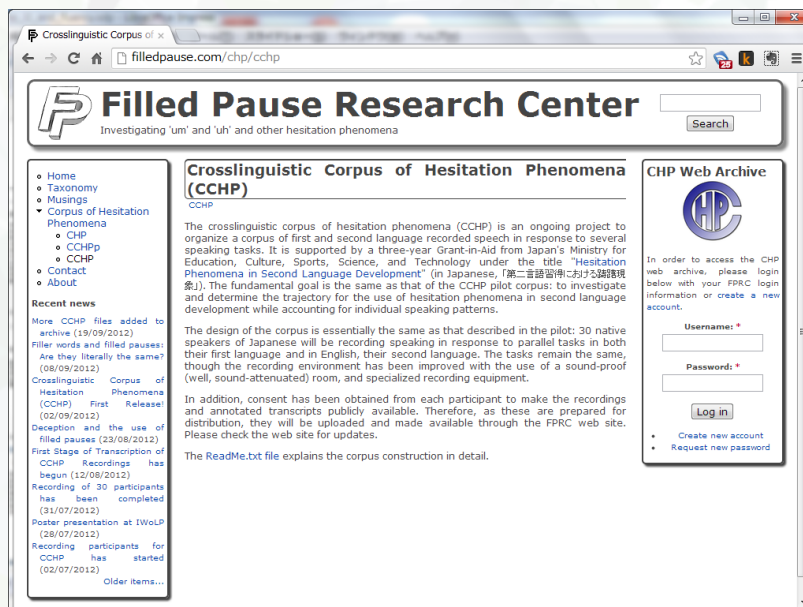 Crosslinguistic Corpus of
filledpause.com/chp/cchp
25
k
FP
Filled Pause Research Center
Investigating 'um' and 'uh' and other hesitation phenomena
Search
Home
Taxonomy
Musings
Corpus of Hesitation
Phenomena
CHP
CCHPp
CCHP
Contact
About
Recent news
More CCHP files added to
archive (19/09/2012)
Filler words and filled pauses:
Are they literally the same?
(08/09/2012)
Crosslinguistic Corpus of
Hesitation Phenomena
(CCHP) First Release!
(02/09/2012)
Deception and the use of
filled pauses (23/08/2012)
First Stage of Transcription of
CCHP Recordings has
begun (12/08/2012)
Recording of 30 participants
has been completed
(31/07/2012)
Poster presentation at IWoLP
(28/07/2012)
Recording participants for
CCHP has started
(02/07/2012)
Older items...
Crosslinguistic Corpus of Hesitation Phenomena
(CCHP)
CCHP
The crosslinguistic corpus of hesitation phenomena (CCHP) is an ongoing project to
organize a corpus of first and second language recorded speech in response to several
speaking tasks. It is supported by a three-year Grant-in-Aid from Japan's Ministry for
Education, Culture, Sports, Science, and Technology under the title "Hesitation
Phenomena in Second Language Development" (in Japanese, 「第二言語習得における躊躇現
象」). The fundamental goal is the same as that of the CCHP pilot corpus: to investigate
and determine the trajectory for the use of hesitation phenomena in second language
development while accounting for individual speaking patterns.
The design of the corpus is essentially the same as that described in the pilot: 30 native
speakers of Japanese will be recording speaking in response to parallel tasks in both
their first language and in English, their second language. The tasks remain the same,
though the recording environment has been improved with the use of a sound-proof
(well, sound-attenuated) room, and specialized recording equipment.
In addition, consent has been obtained from each participant to make the recordings
and annotated transcripts publicly available. Therefore, as these are prepared for
distribution, they will be uploaded and made available through the FPRC web site.
Please check the web site for updates.
The ReadMe.txt file explains the corpus construction in detail.
CHP Web Archive
CHP
In order to access the CHP
web archive, please login
below with your FPRC login
information or create a new
account.
Username: *
Password: *
Log in
Create new account
Request new password